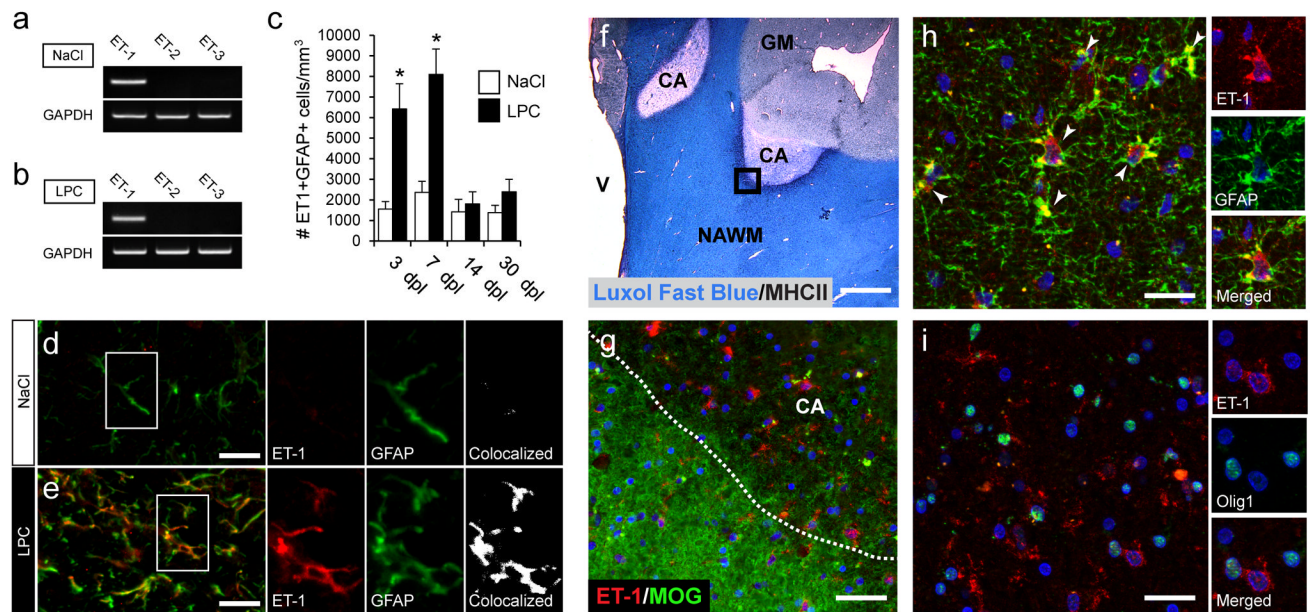 a
NaCl
ET-1
ET-2
ET-3
GAPDH
b
LPC
ET-1
ET-2
ET-3
GAPDH
c
# ET1+GFAP+ cells/mm3
10000
9000
8000
7000
6000
5000
4000
3000
2000
1000
0
*
*
NaCl
LPC
3 dpl
7 dpl
14 dpl
30 dpl
d
NaCl
ET-1
GFAP
Colocalized
e
LPC
ET-1
GFAP
Colocalized
f
CA
GM
CA
V
NAWM
Luxol Fast Blue/MHCII
g
CA
ET-1/MOG
h
ET-1
GFAP
Merged
i
ET-1
Olig1
Merged